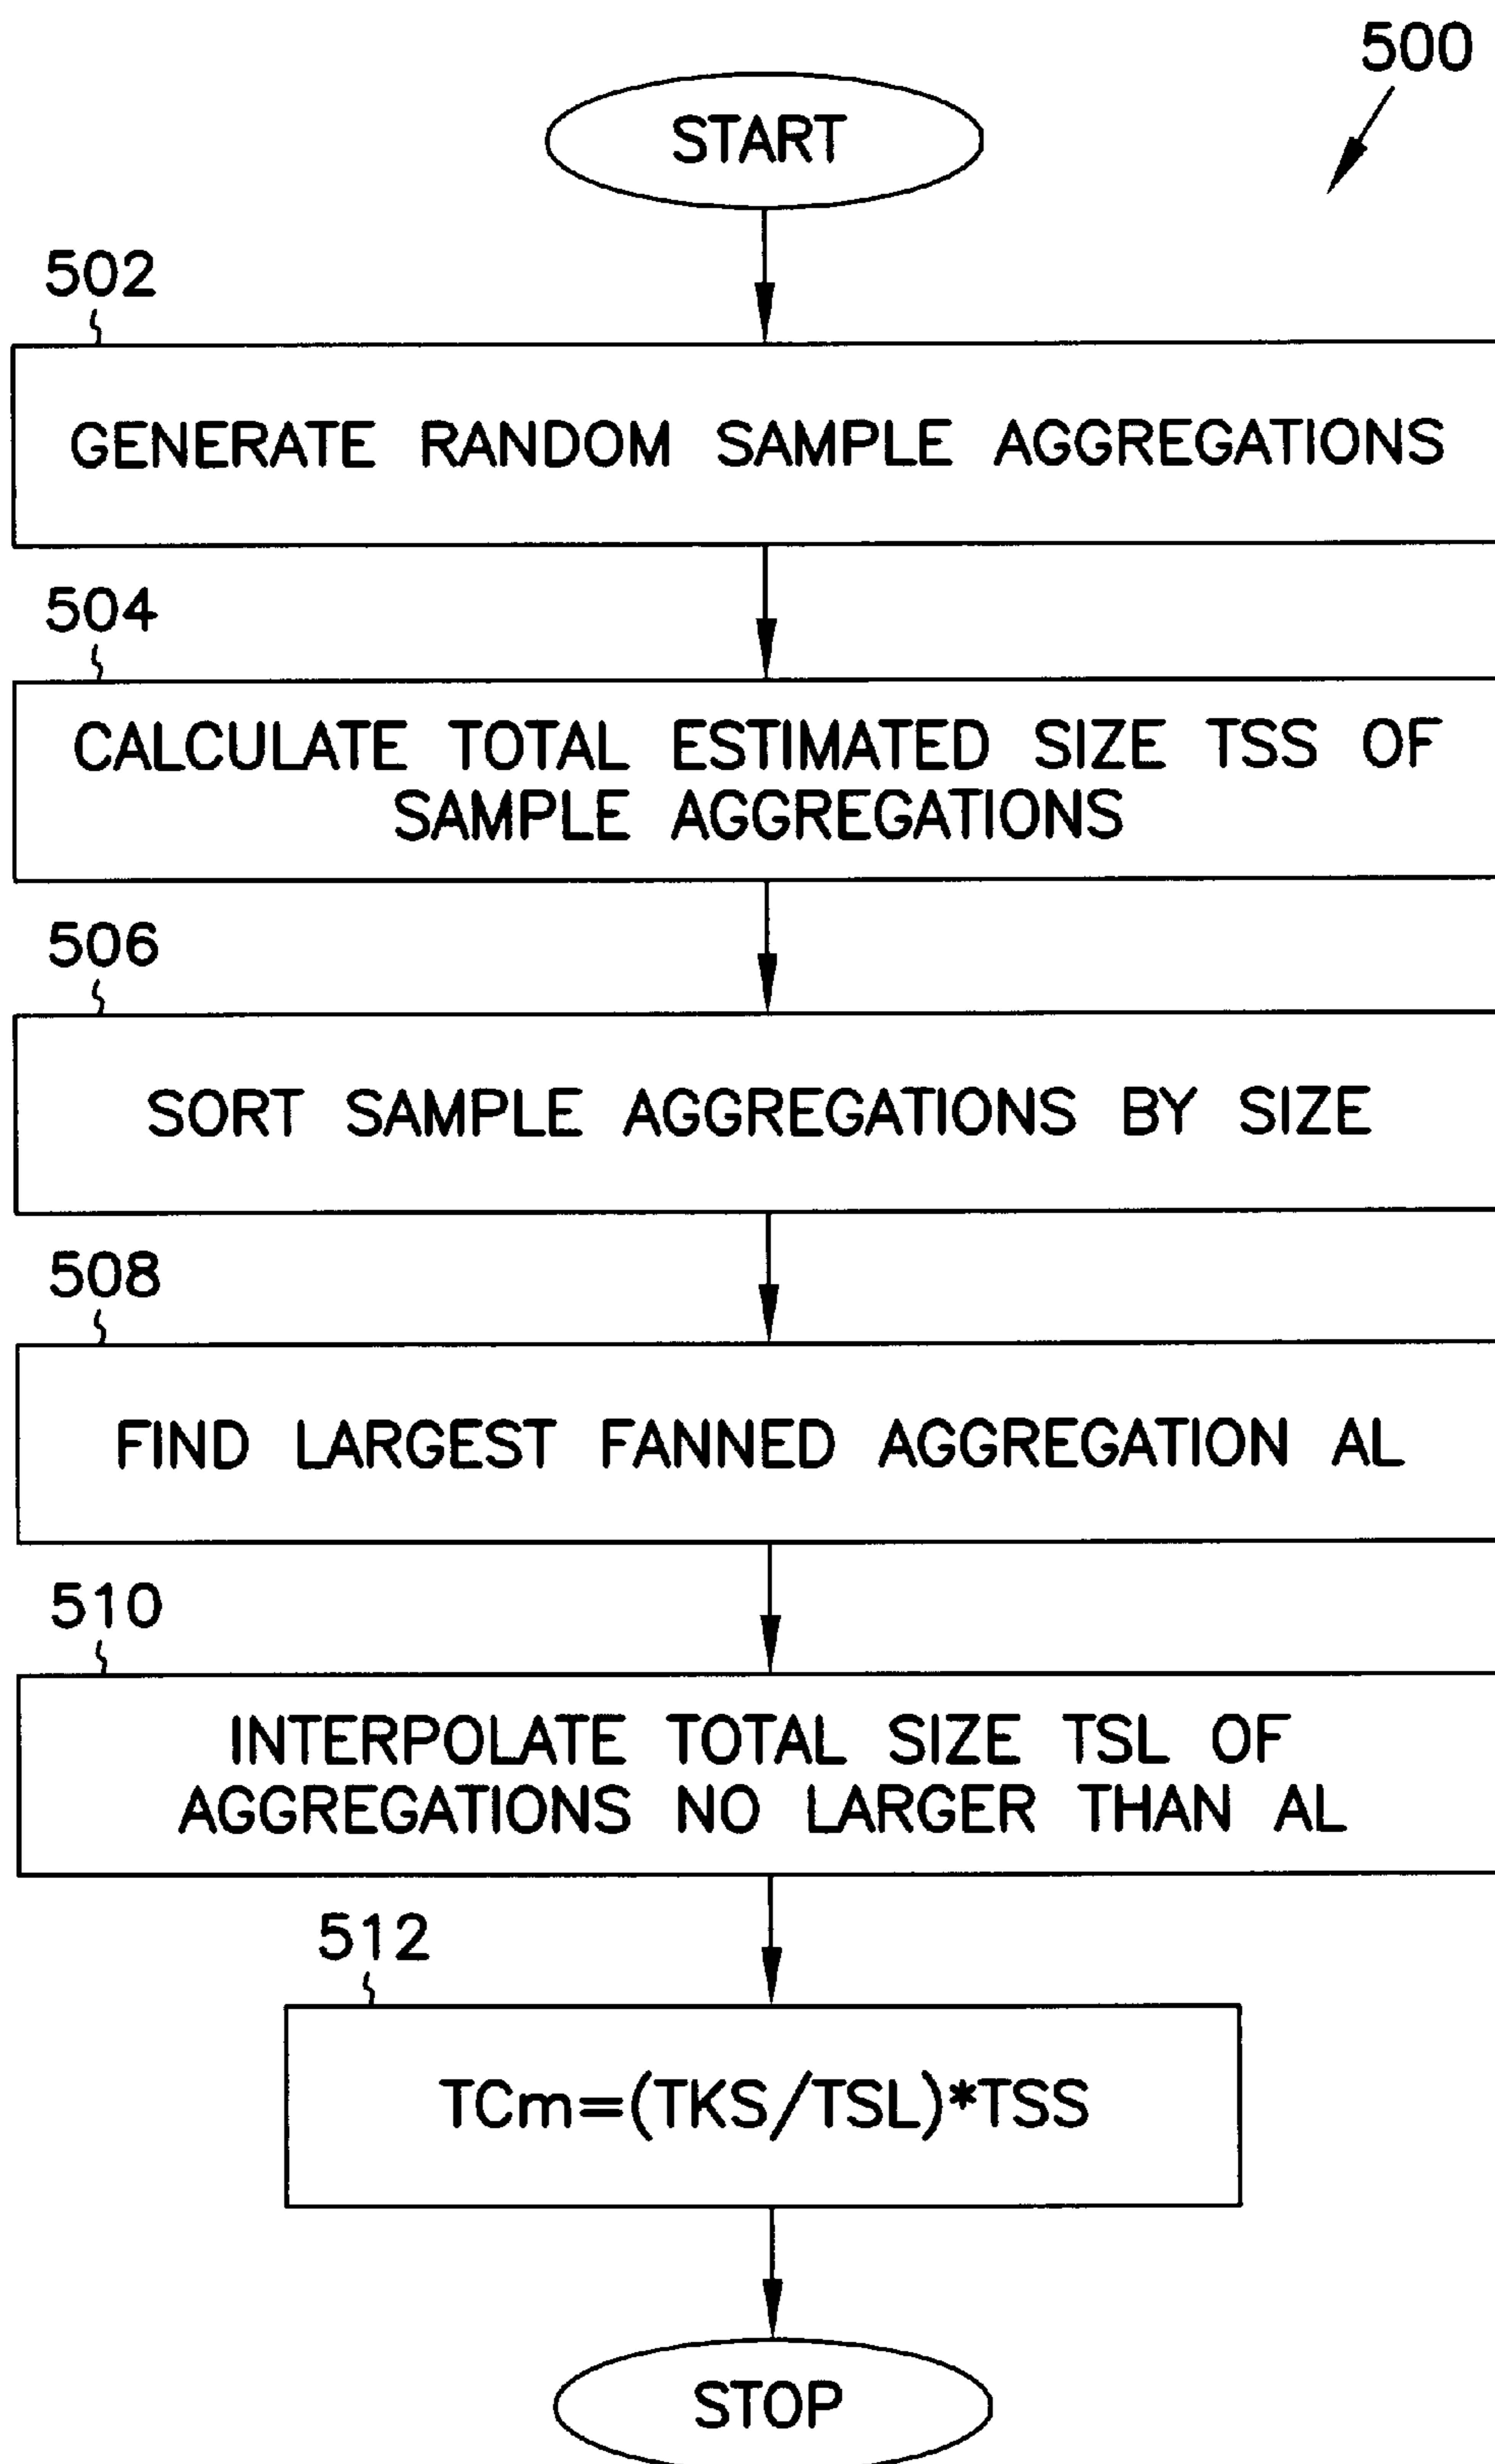 500
START
502
GENERATE RANDOM SAMPLE AGGREGATIONS
504
CALCULATE TOTAL ESTIMATED SIZE TSS OF
SAMPLE AGGREGATIONS
506
SORT SAMPLE AGGREGATIONS BY SIZE
508
FIND LARGEST FANNED AGGREGATION AL
510
INTERPOLATE TOTAL SIZE TSL OF
AGGREGATIONS NO LARGER THAN AL
512
TCm=(TKS/TSL)*TSS
STOP